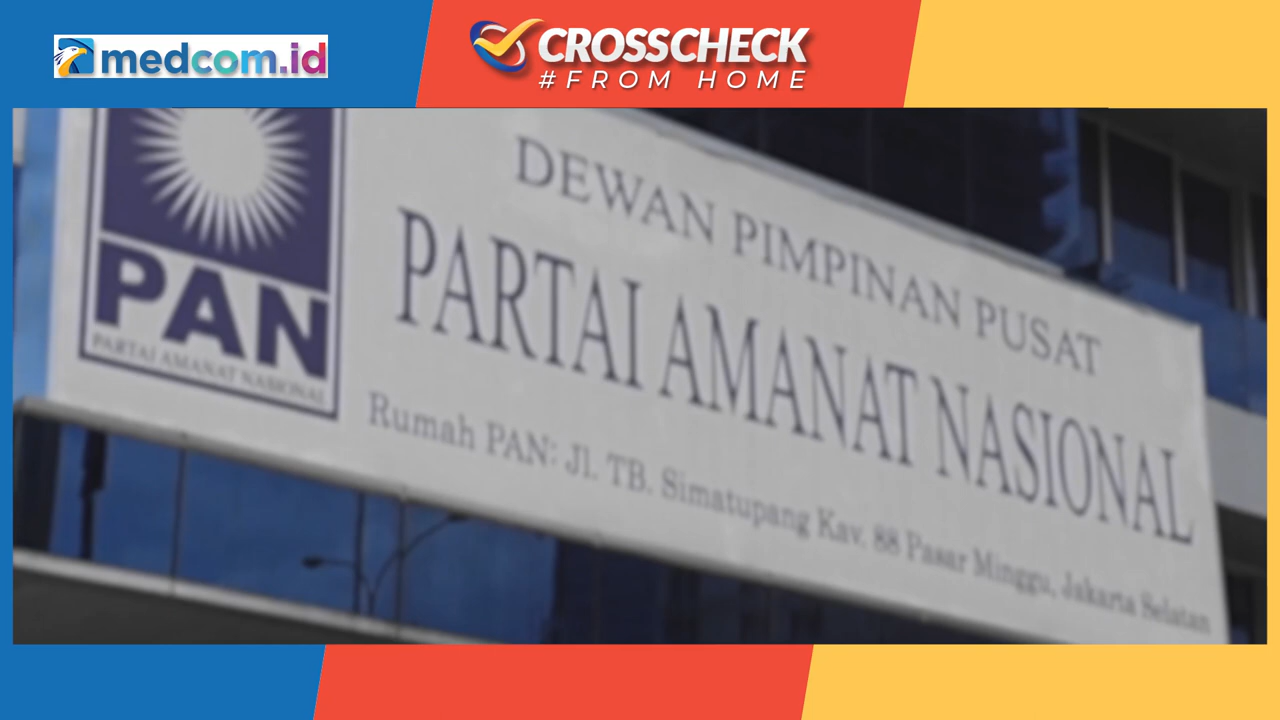 medcom.id
CROSSCHECK
#FROM HOME
DEWAN PIMPINAN PUSAT
PARTAI AMANAT NASIONAL
Rumah PAN: Jl. TB. Simatupang Kav. 88 Pasar Minggu, Jakarta Selatan
PAN
PARTAI AMANAT NASIONAL